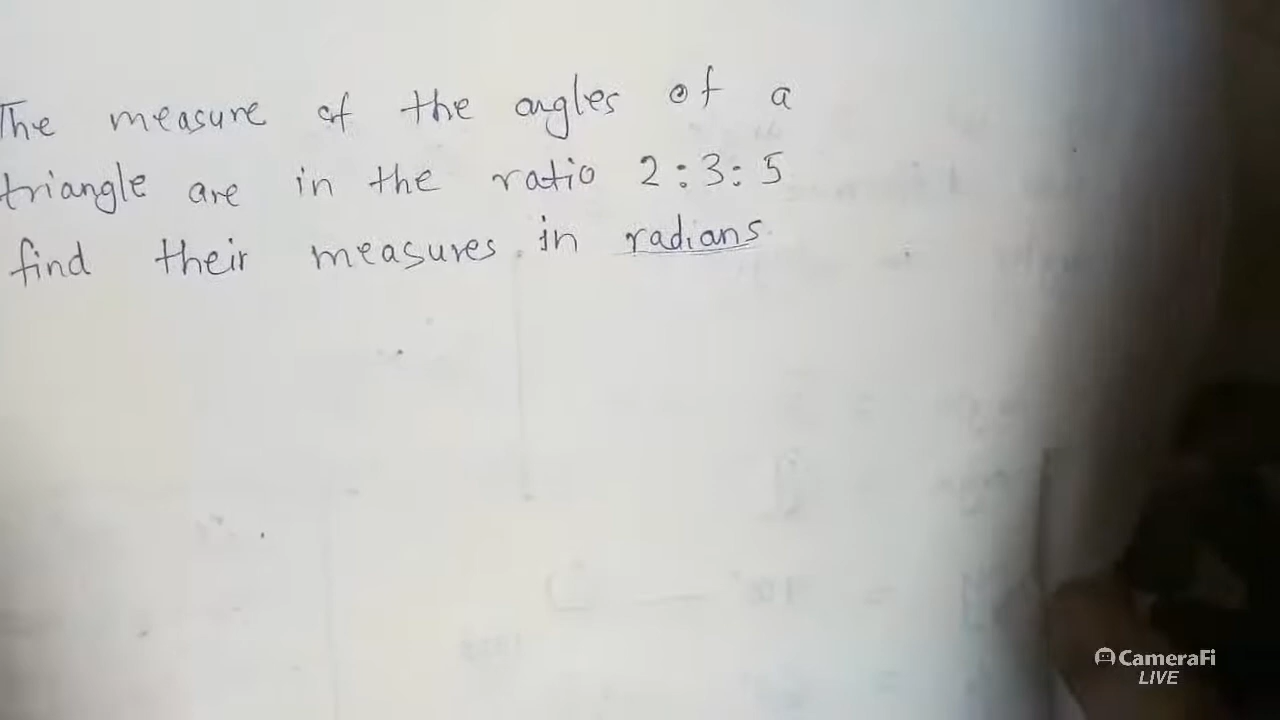 The measure of the angles of a
triangle are in the ratio 2:3:5
find their measures in radians
CameraFi
LIVE